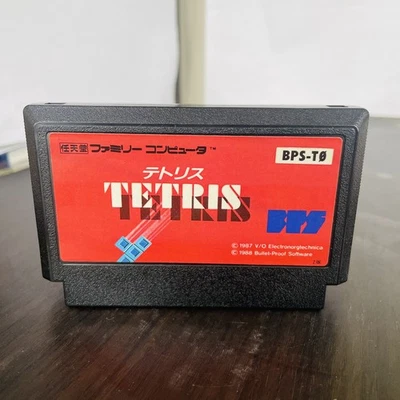 任天堂 ファミリー コンピュータ™
BPS-TØ
テトリス
TETRIS
BPS
© 1987 V/O Electronorgtechnica
© 1988 Bullet-Proof Software